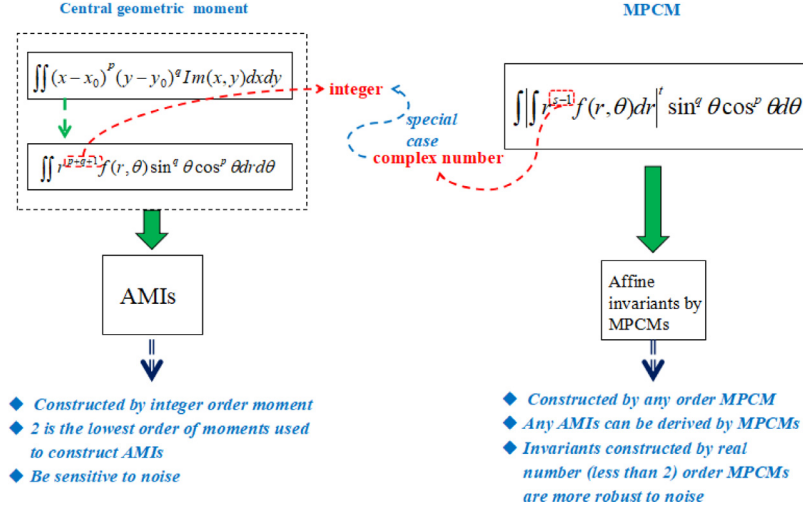 Central geometric moment
∬(x−x₀)^p (y−y₀)^q Im(x,y)dxdy
∬ r^{p+q+1} f(r,θ) sin^q θ cos^p θ drdθ
AMIs
◆ Constructed by integer order moment
◆ 2 is the lowest order of moments used
to construct AMIs
◆ Be sensitive to noise
integer
special
case
complex number
MPCM
∫|∫ r^{s−1} f(r,θ)dr|^t sin^q θ cos^p θ dθ
Affine
invariants by
MPCMs
◆ Constructed by any order MPCM
◆ Any AMIs can be derived by MPCMs
◆ Invariants constructed by real
number (less than 2) order MPCMs
are more robust to noise